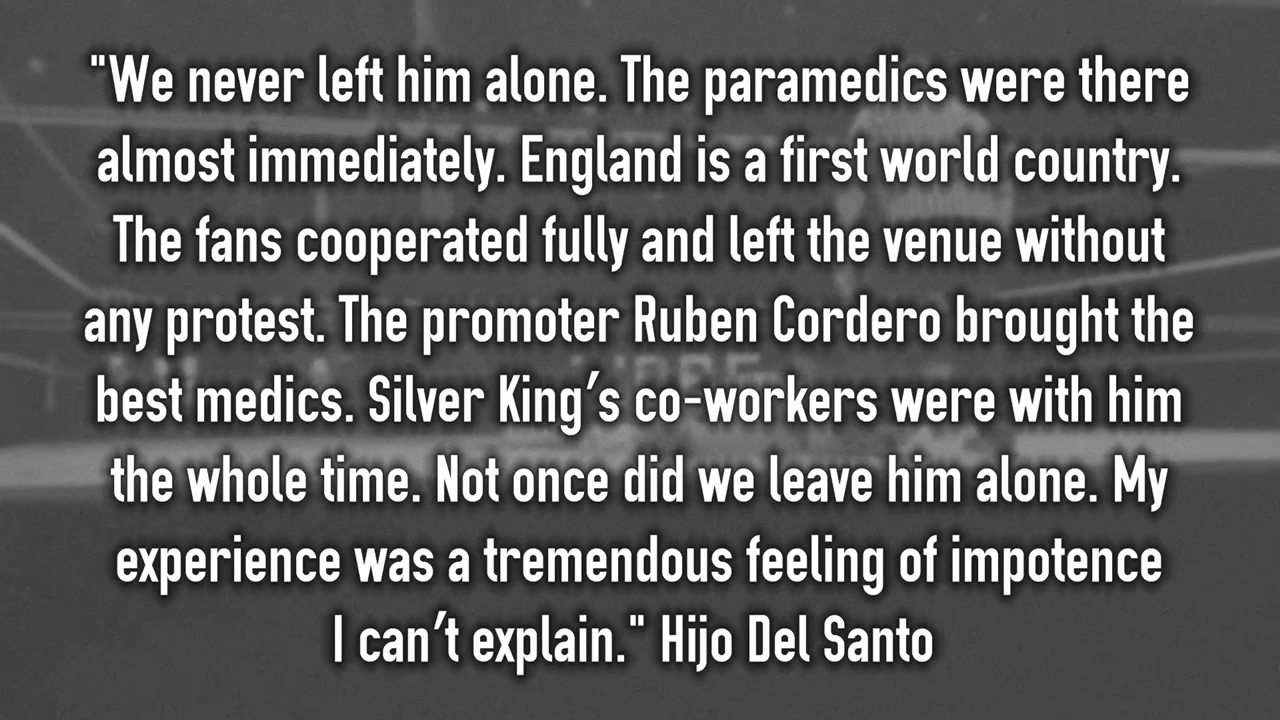 "We never left him alone. The paramedics were there
almost immediately. England is a first world country.
The fans cooperated fully and left the venue without
any protest. The promoter Ruben Cordero brought the
best medics. Silver King's co-workers were with him
the whole time. Not once did we leave him alone. My
experience was a tremendous feeling of impotence
I can't explain." Hijo Del Santo